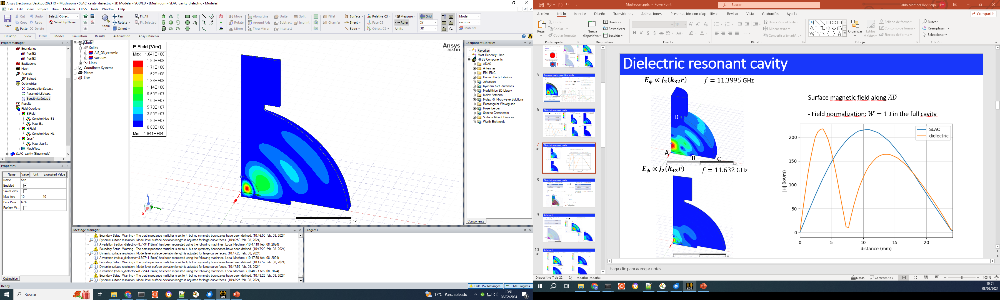 Ansys Electronics Desktop 2023 R1 - Mushroom - SLAC_cavity_dielectric - 3D Modeler - SOLVED - [Mushroom - SLAC_cavity_dielectric - Modeler]
File Edit View Project Draw Modeler HFSS Tools Window Help
Save
Cut Undo
Copy Redo
Paste Delete
Select: Object
Select by Name
Zoom
Pan
Rotate
Orient
Fit All
Fit Selected
Move Along Line Unite Split
Rotate Around Axis Subtract Imprint
Mirror Thru Mirror Intersect
Fillet
Chamfer
Surface Relative CS
Sheet Face CS
Edge Object CS
Measure
Ruler
Units
Grid
XY
3D
Model
vacuum
Material
Desktop View Draw Model Simulation Results Automation Ansys Minerva
Project Manager
Boundaries
PerfE2
PerfE3
Excitations
Mesh
Analysis
Setup1
Optimetrics
OptimizationSetup1
ParametricSetup1
SensitivitySetup1
Results
Field Overlays
E Field
ComplexMag_E1
Mag_E1
H Field
ComplexMag_H1
Jsurf
Mag_Jsurf1
MeshPlots
SLAC_cavity (Eigenmode)
Properties
Name Value Unit Evaluated Value
Name Sen...
Enabled
SaveFields
Max Iters 10 10
Prior Para... N/A
Perform W...
Optimetrics
Model
Solids
Al2_O3_ceramic
vacuum
Lines
Coordinate Systems
Planes
Lists
E Field [V/m]
Max: 1.841E+08
1.90E+08
1.71E+08
1.52E+08
1.33E+08
1.14E+08
9.50E+07
7.60E+07
5.70E+07
3.80E+07
1.90E+07
0.00E+00
Min: 1.841E+04
Ansys
2023 R1
Z
Y
X
X
0 1 2 (in)
Component Libraries
Favorites
Most Recently Used
HFSS Components
ADAS
Antennas
EMI EMC
Human Body Exteriors
Johanson
Kyocera AVX Antennas
Modelithics 3D Library
Molex Antenna
Molex RF Microwave Solutions
Rectangular Waveguide
Rosenberger
Samtec Connectors
Surface Mount Devices
Wurth Elektronik
Components
Message Manager
Boundary Setup: Warning - The port impedance multiplier is set to 4, but no symmetry boundaries have been defined. (10:46:50 feb. 08, 2024)
Dynamic surface resolution. Model level surface deviation length is adjusted for large curve faces. (10:46:50 feb. 08, 2024)
A variation (radius_dielectric='8.7794118mm') has been requested using the following machines: Local Machine. (10:47:18 feb. 08, 2024)
Boundary Setup: Warning - The port impedance multiplier is set to 4, but no symmetry boundaries have been defined. (10:47:20 feb. 08, 2024)
Dynamic surface resolution. Model level surface deviation length is adjusted for large curve faces. (10:47:20 feb. 08, 2024)
A variation (radius_dielectric='8.8074118mm') has been requested using the following machines: Local Machine. (10:47:50 feb. 08, 2024)
Boundary Setup: Warning - The port impedance multiplier is set to 4, but no symmetry boundaries have been defined. (10:47:52 feb. 08, 2024)
Dynamic surface resolution. Model level surface deviation length is adjusted for large curve faces. (10:47:52 feb. 08, 2024)
A variation (radius_dielectric='8.7754118mm') has been requested using the following machines: Local Machine. (10:48:23 feb. 08, 2024)
Boundary Setup: Warning - The port impedance multiplier is set to 4, but no symmetry boundaries have been defined. (10:48:25 feb. 08, 2024)
Dynamic surface resolution. Model level surface deviation length is adjusted for large curve faces. (10:48:25 feb. 08, 2024)
Progress
Ready
Hide 152 Messages Hide Progress
Buscar
17°C Parc. soleado
10:51
08/02/2024
Mushroom.pptx - PowerPoint
Buscar
Pablo Martinez Reviriego PM
Archivo Inicio Insertar Diseño Transiciones Animaciones Presentación con diapositivas Revisar Vista Grabación Ayuda
Compartir
Pegar
Cortar
Copiar
Copiar formato
Portapapeles
Nueva diapositiva
Diseño
Restablecer
Sección
Diapositivas
18
N K S S ab AV Aa
Fuente
Dirección del texto
Alinear texto
Convertir a SmartArt
Párrafo
Organizar
Estilos rápidos
Relleno de forma
Contorno de forma
Efectos de forma
Dibujo
Buscar
Reemplazar
Seleccionar
Edición
5
Resonant cavity: analytical study
6
7
Dielectric resonant cavity
8
Dielectric resonant cavity
9
Solution I
10
Solution I
Dielectric resonant cavity
𝑬𝝓 ∝ 𝒋₂(𝒌₃₂𝒓) 𝑓 = 11.3995 GHz
D
A
B
C
0 1.5 3 (in)
𝑬𝝓 ∝ 𝒋₂(𝒌₄₂𝒓) 𝑓 = 11.632 GHz
0 1 2 (in)
Surface magnetic field along A̅D̅
- Field normalization: 𝑊 = 1 J in the full cavity
SLAC
dielectric
|H| (kA/m)
200
150
100
50
0
0 5 10 15 20
distance (mm)
Haga clic para agregar notas
Diapositiva 7 de 22 Español (España)
Notas Comentarios
103 %
10:51
08/02/2024